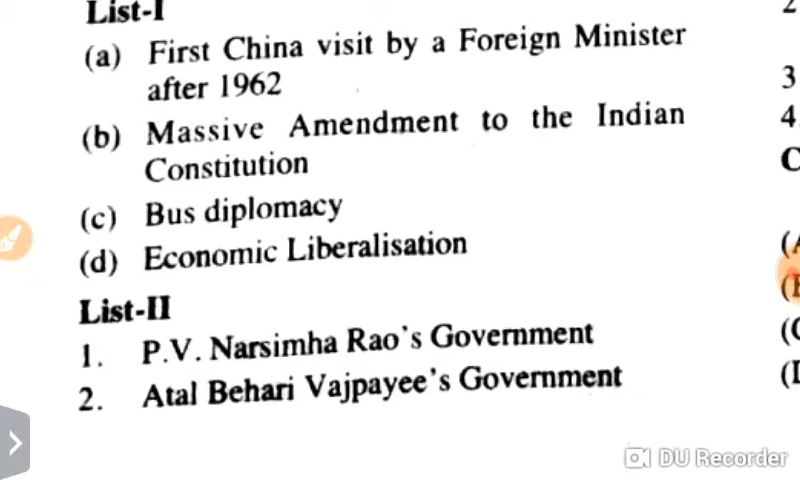 List-I
(a) First China visit by a Foreign Minister
after 1962
(b) Massive Amendment to the Indian
Constitution
(c) Bus diplomacy
(d) Economic Liberalisation
List-II
1. P.V. Narsimha Rao's Government
2. Atal Behari Vajpayee's Government
3
4
DU Recorder